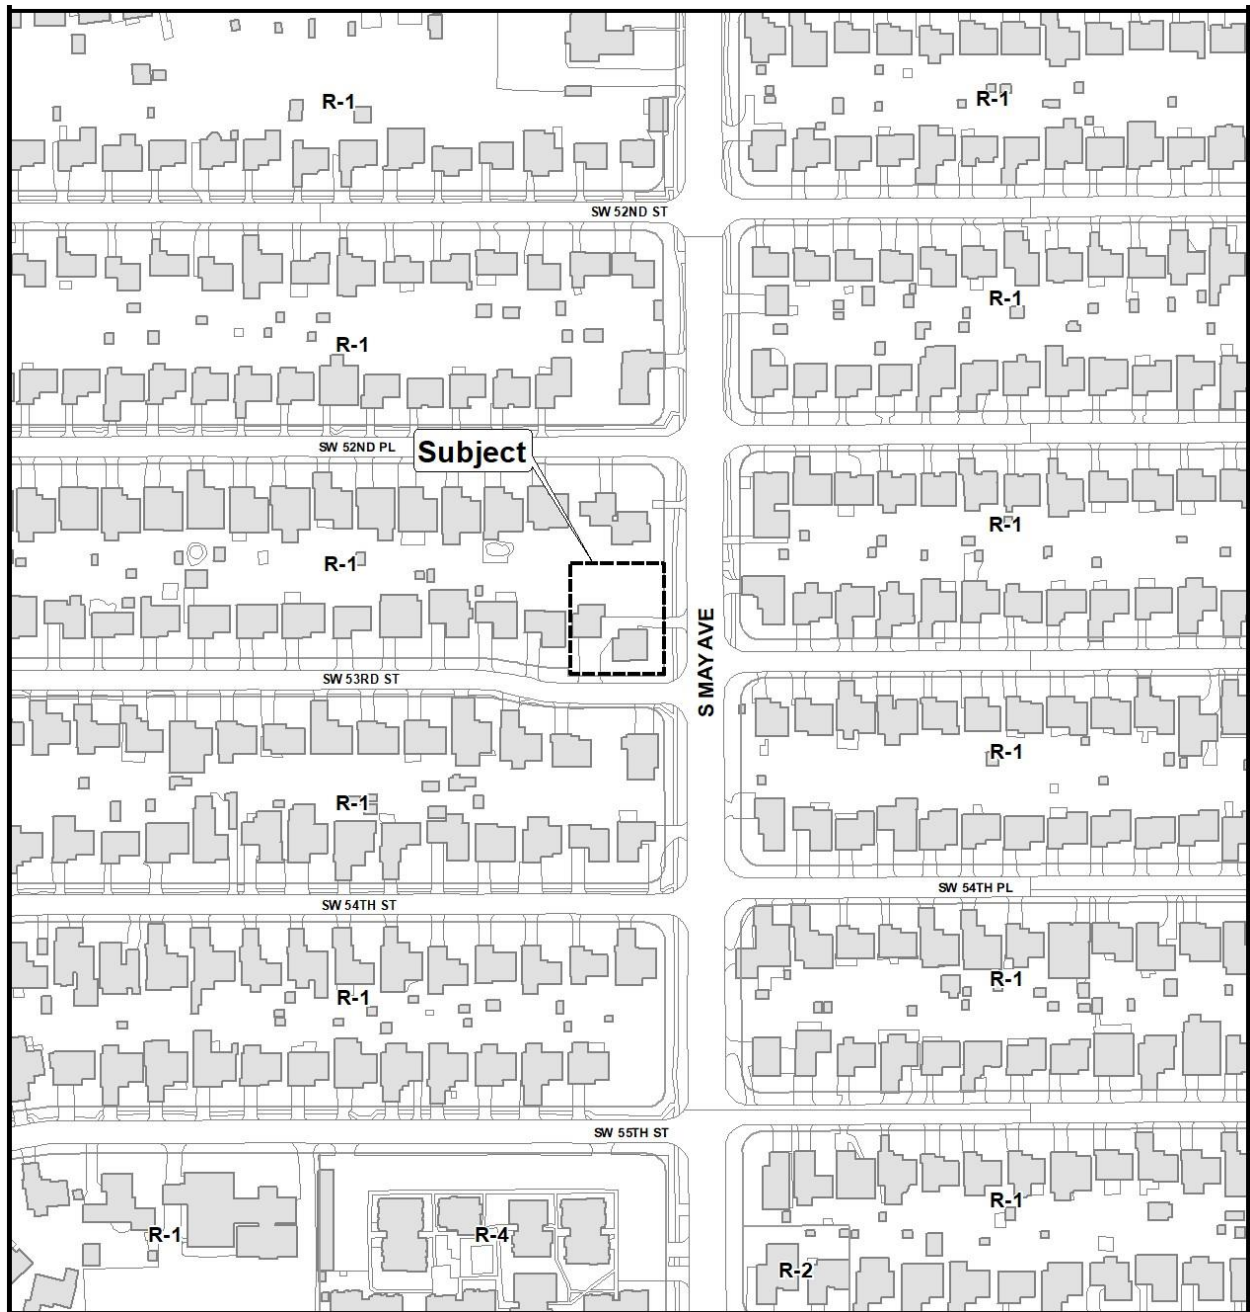 R-1
R-1
SW 52ND ST
R-1
R-1
SW 52ND PL
Subject
R-1
R-1
S MAY AVE
SW 53RD ST
R-1
R-1
SW 54TH PL
SW 54TH ST
R-1
R-1
SW 55TH ST
R-1
R-1
R-4
R-2